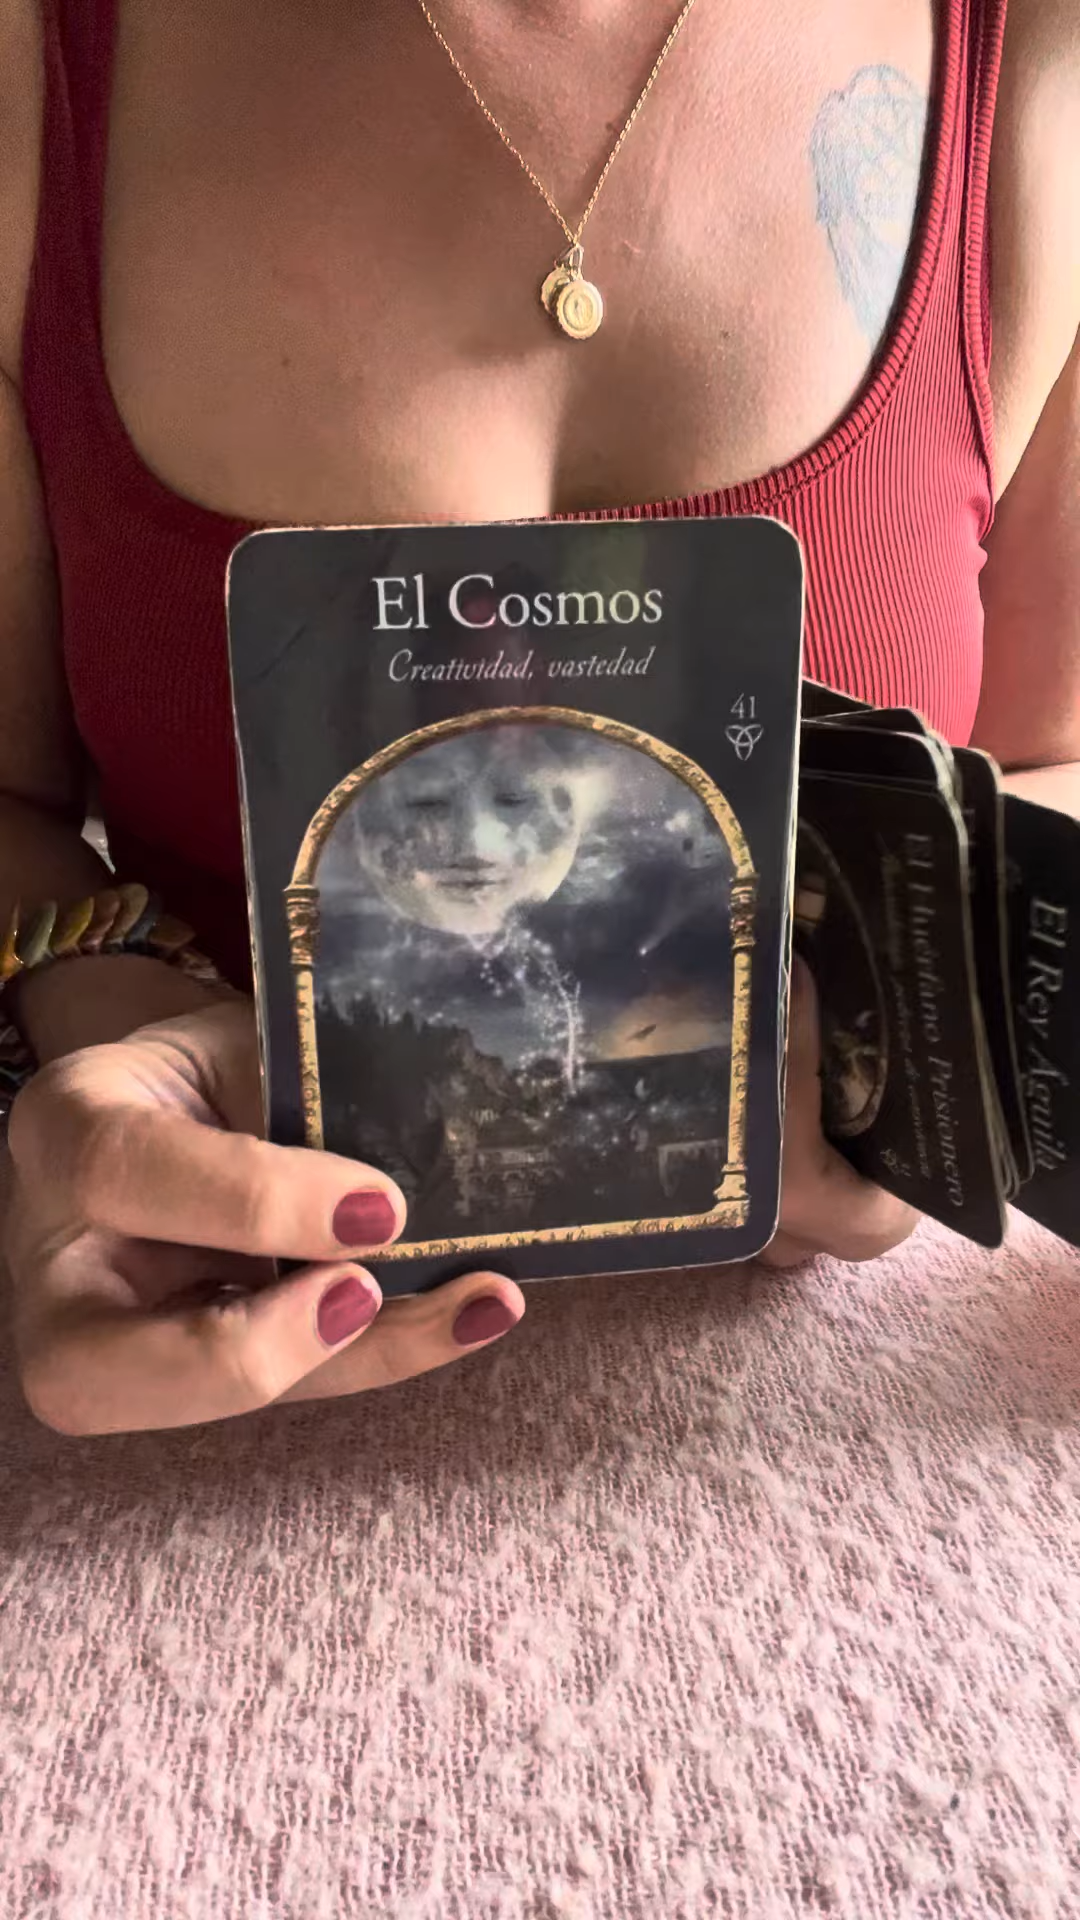 El Cosmos
Creatividad, vastedad
41
El Huérfano Prisionero
El Rey Águila